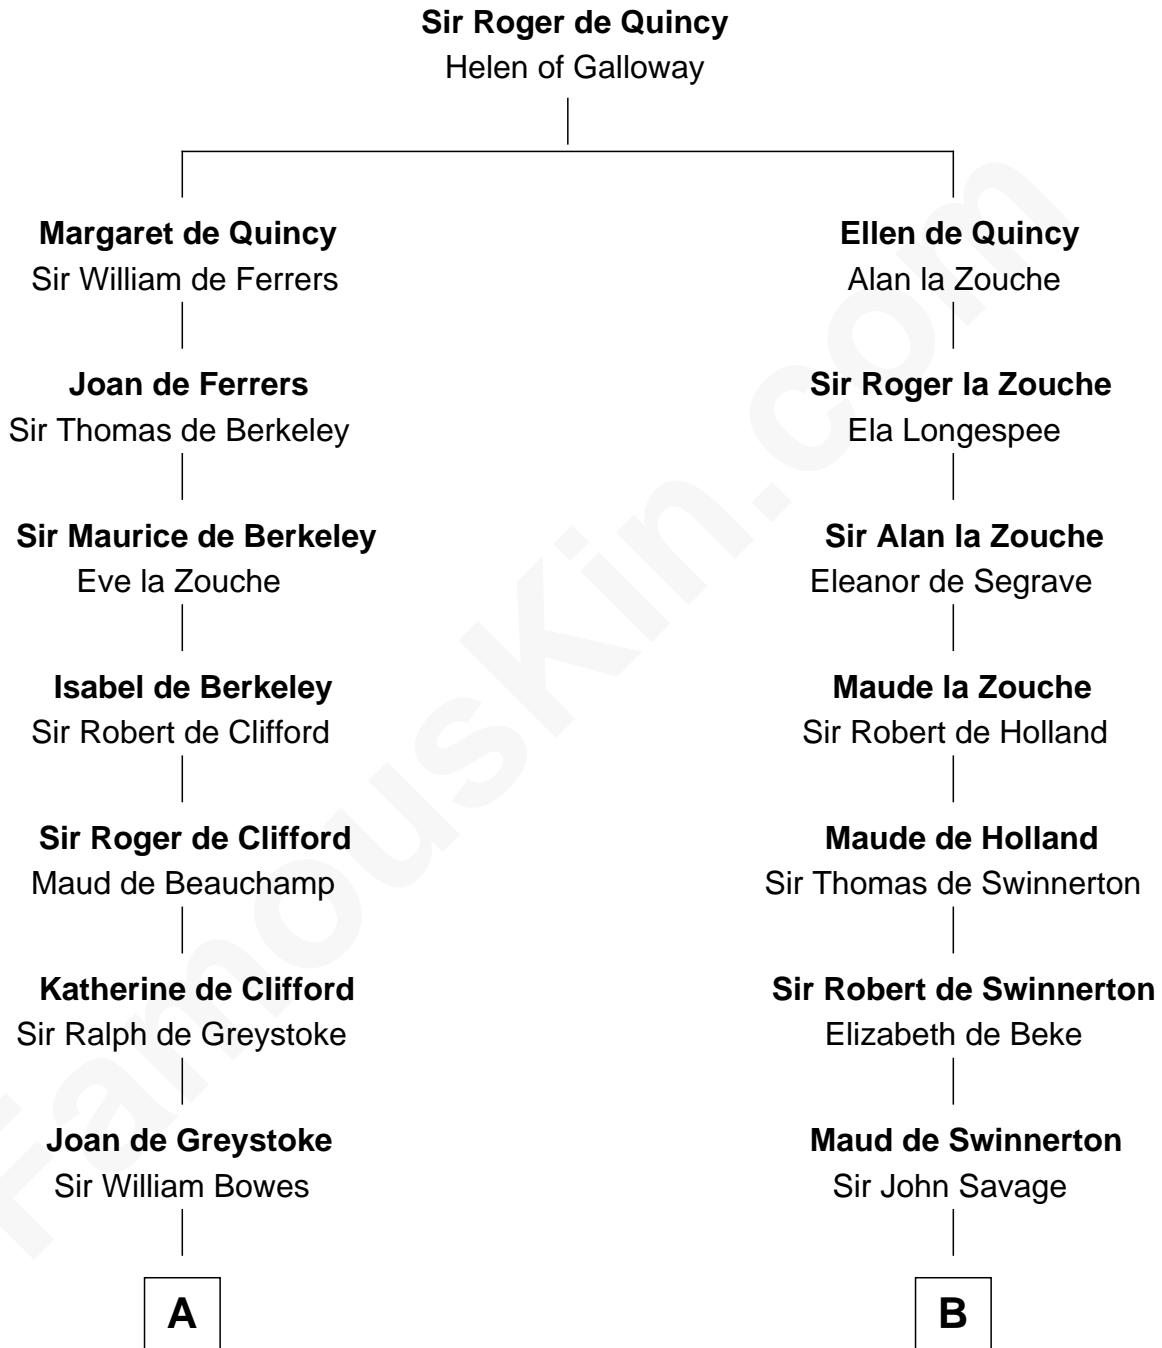 Sir Roger de Quincy
Helen of Galloway
Margaret de Quincy
Sir William de Ferrers
Ellen de Quincy
Alan la Zouche
Joan de Ferrers
Sir Thomas de Berkeley
Sir Roger la Zouche
Ela Longespee
Sir Maurice de Berkeley
Eve la Zouche
Sir Alan la Zouche
Eleanor de Segrave
Isabel de Berkeley
Sir Robert de Clifford
Maude la Zouche
Sir Robert de Holland
Sir Roger de Clifford
Maud de Beauchamp
Maude de Holland
Sir Thomas de Swinnerton
Katherine de Clifford
Sir Ralph de Greystoke
Sir Robert de Swinnerton
Elizabeth de Beke
Joan de Greystoke
Sir William Bowes
Maud de Swinnerton
Sir John Savage
A
B
FamousKin.com